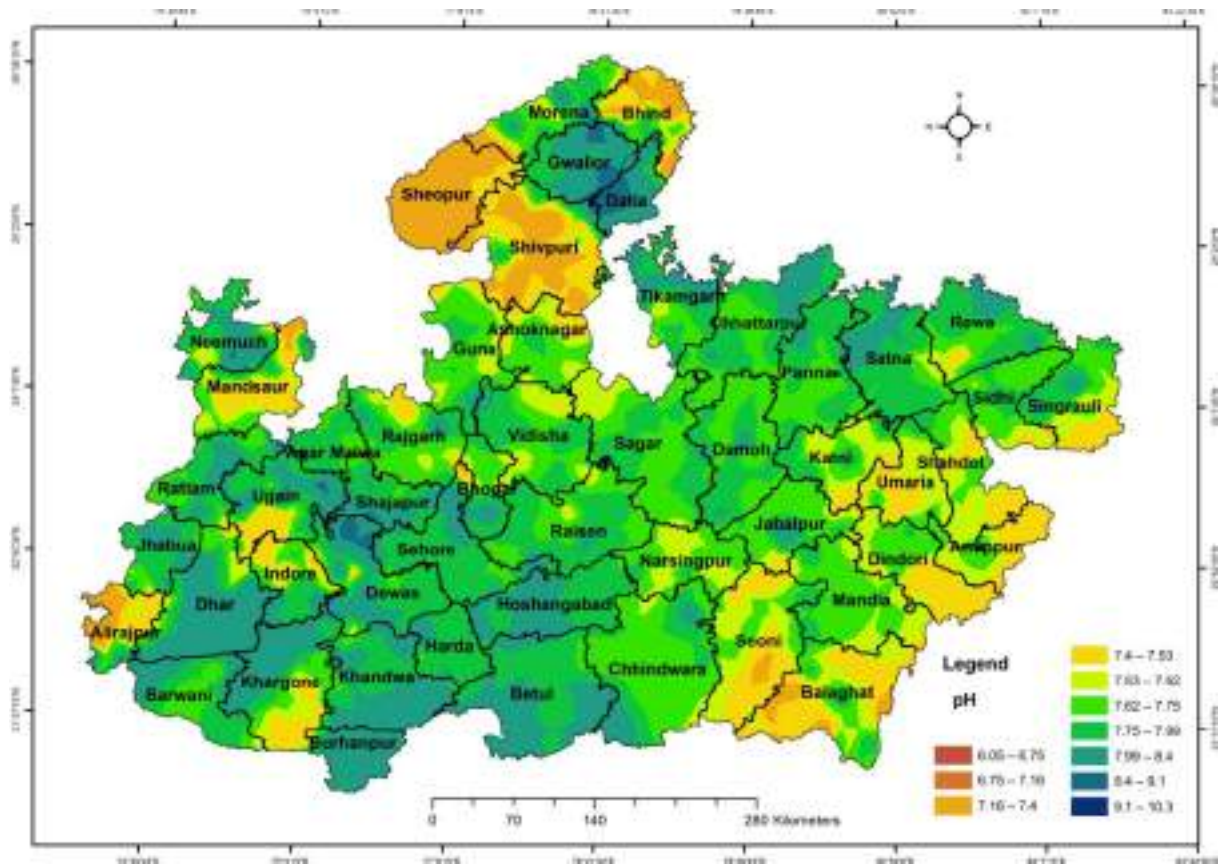 Morena
Bhind
Gwalior
Datia
Sheopur
Shivpuri
Tikamgarh
Ashoknagar
Chhattarpur
Rewa
Neemuch
Guna
Satna
Mandsaur
Panna
Sidhi
Singrauli
Rajgarh
Vidisha
Sagar
Agar Malwa
Damoh
Katni
Shahdol
Umaria
Ratlam
Ujjain
Shajapur
Bhopal
Raisen
Jabalpur
Jhabua
Sehore
Narsingpur
Dindori
Anuppur
Indore
Dewas
Hoshangabad
Mandla
Dhar
Alirajpur
Harda
Seoni
Chhindwara
Khargone
Khandwa
Barwani
Betul
Balaghat
Burhanpur
N
E
S
Legend
pH
6.05 – 6.75
6.75 – 7.16
7.16 – 7.4
7.4 – 7.53
7.53 – 7.62
7.62 – 7.75
7.75 – 7.99
7.99 – 8.4
8.4 – 9.1
9.1 – 10.3
0 70 140 280 Kilometers